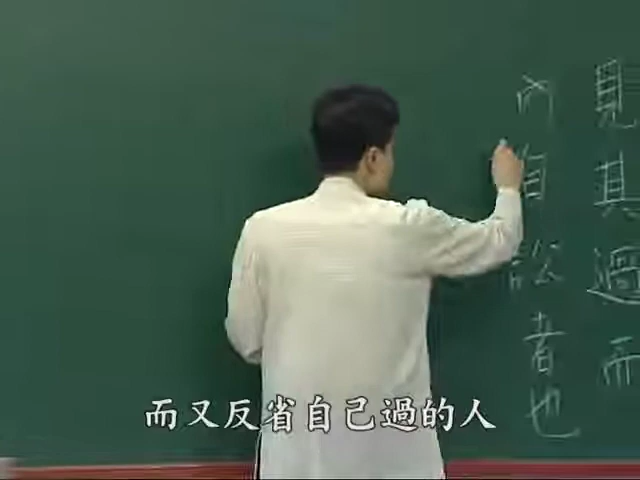 見其過而
內自訟者也
而又反省自己過的人